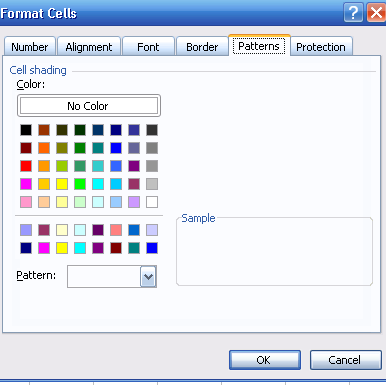 Format Cells
Number Alignment Font Border Patterns Protection
Cell shading
Color:
No Color
Sample
Pattern:
OK Cancel